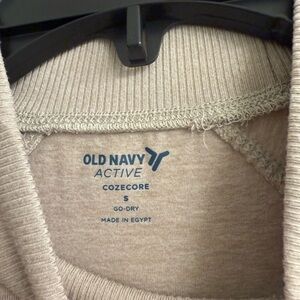 OLD NAVY
ACTIVE
COZECORE
S
GO-DRY
MADE IN EGYPT